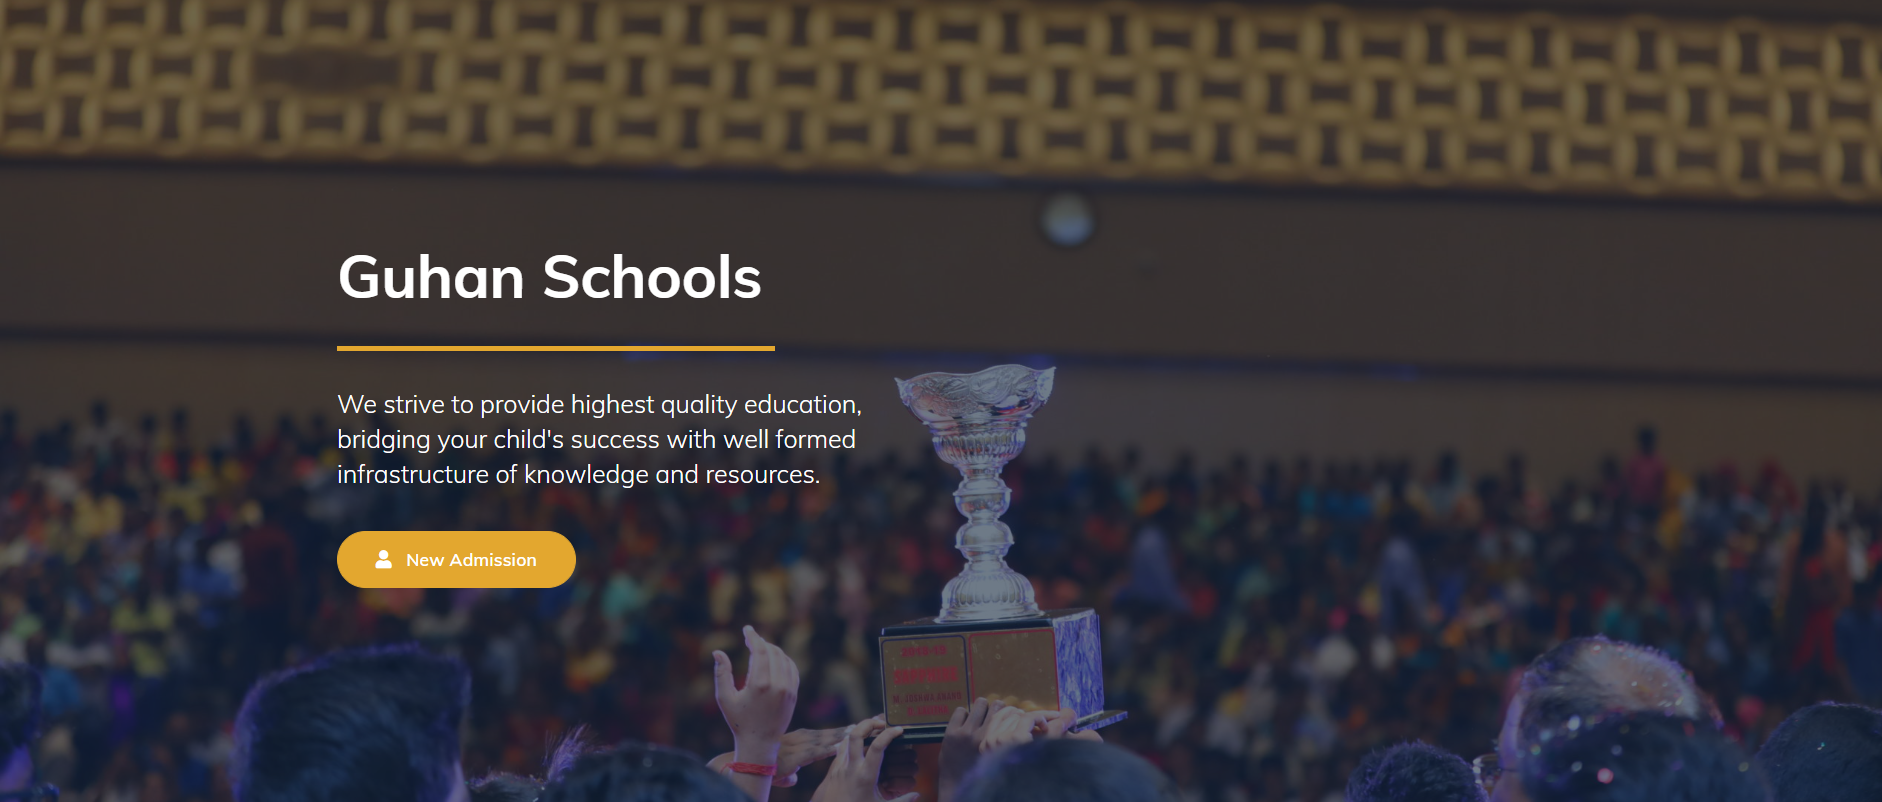 Guhan Schools
We strive to provide highest quality education,
bridging your child's success with well formed
infrastructure of knowledge and resources.
New Admission